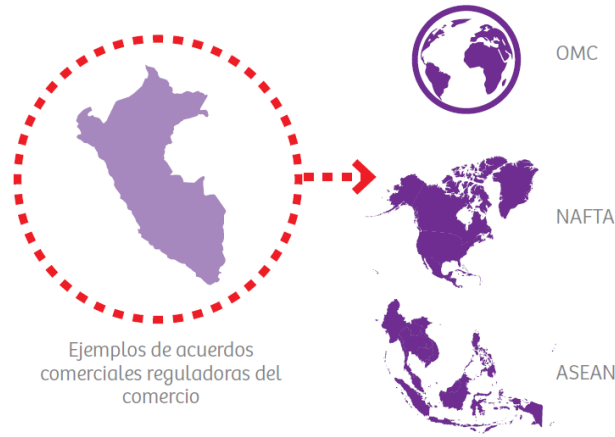 OMC
NAFTA
ASEAN
Ejemplos de acuerdos
comerciales reguladoras del
comercio